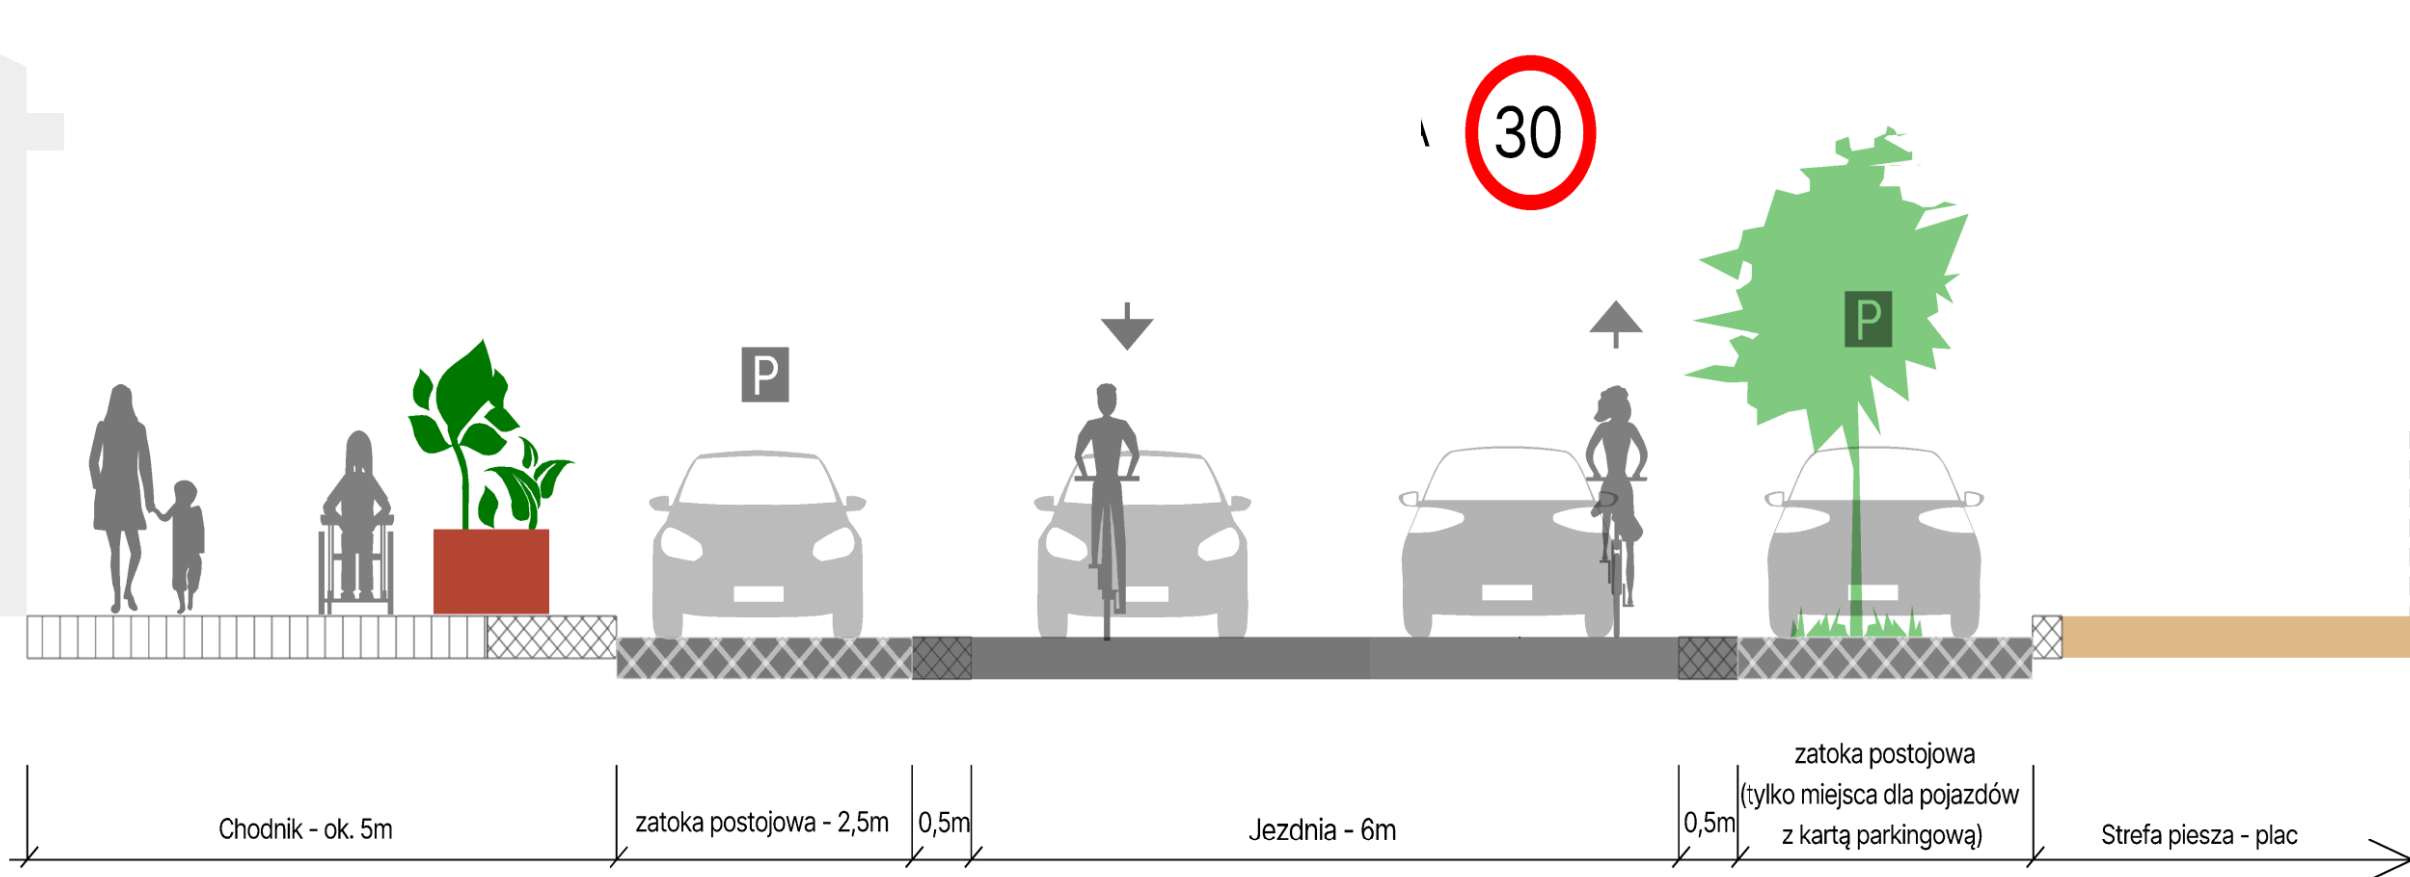 30
P
P
Chodnik - ok. 5m
zatoka postojowa - 2,5m
0,5m
Jezdnia - 6m
0,5m
zatoka postojowa
(tylko miejsca dla pojazdów
z kartą parkingową)
Strefa piesza - plac